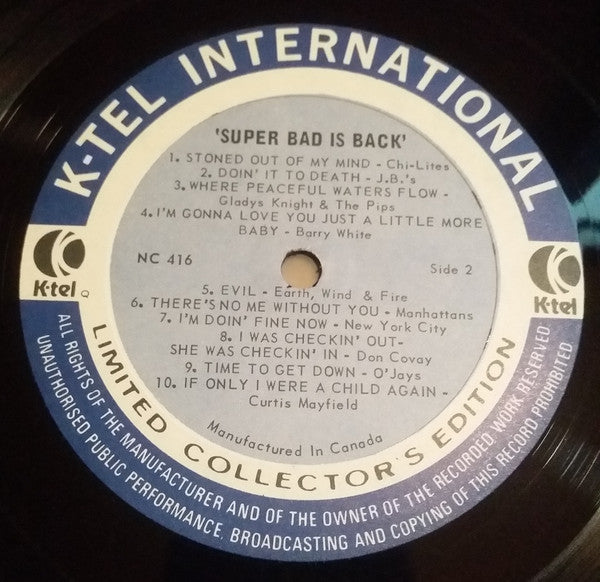 K-TEL INTERNATIONAL
'SUPER BAD IS BACK'
1. STONED OUT OF MY MIND - Chi-Lites
2. DOIN' IT TO DEATH - J.B.'s
3. WHERE PEACEFUL WATERS FLOW -
Gladys Knight & The Pips
4. I'M GONNA LOVE YOU JUST A LITTLE MORE
BABY - Barry White
NC 416
Side 2
K-tel
K-tel
5. EVIL - Earth, Wind & Fire
6. THERE'S NO ME WITHOUT YOU - Manhattans
7. I'M DOIN' FINE NOW - New York City
8. I WAS CHECKIN' OUT-
SHE WAS CHECKIN' IN - Don Covay
9. TIME TO GET DOWN - O'Jays
10. IF ONLY I WERE A CHILD AGAIN -
Curtis Mayfield
Manufactured In Canada
LIMITED COLLECTOR'S EDITION
ALL RIGHTS OF THE MANUFACTURER AND OF THE OWNER OF THE RECORDED WORK RESERVED
UNAUTHORISED PUBLIC PERFORMANCE, BROADCASTING AND COPYING OF THIS RECORD PROHIBITED